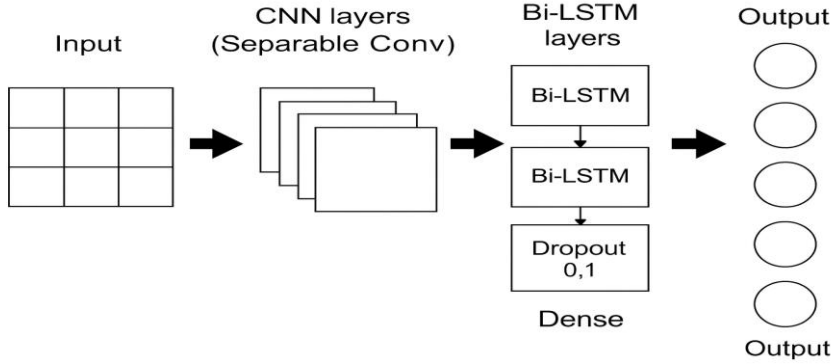 Input
CNN layers
(Separable Conv)
Bi-LSTM
layers
Bi-LSTM
Bi-LSTM
Dropout
0,1
Dense
Output
Output